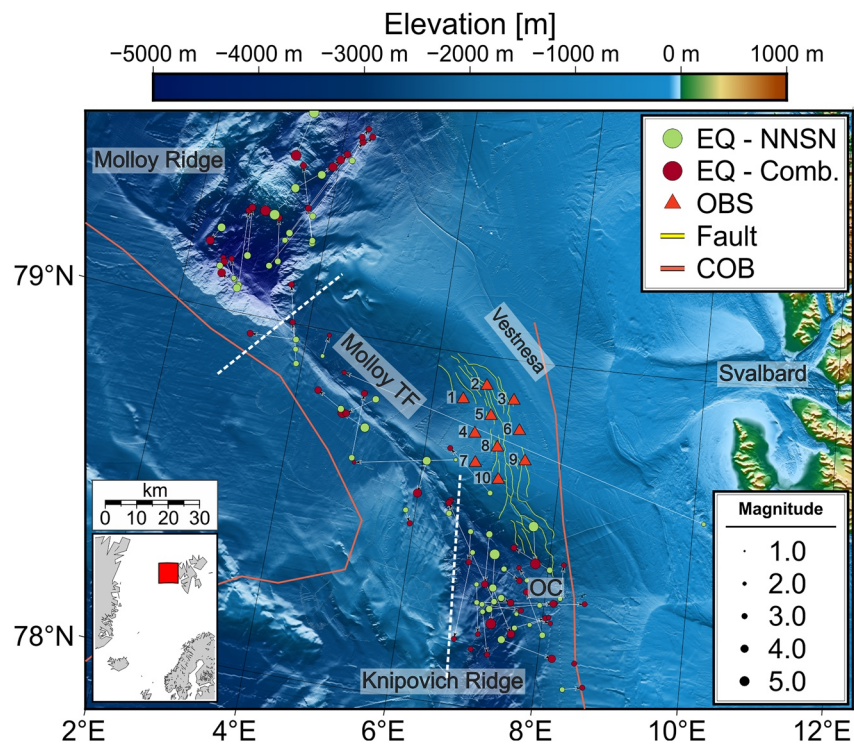 Elevation [m]
−5000 m −4000 m −3000 m −2000 m −1000 m 0 m 1000 m
EQ - NNSN
EQ - Comb.
OBS
Fault
COB
Molloy Ridge
79°N
Vestnesa
Molloy TF
Svalbard
2
1
3
5
4
6
8
7
9
10
km
0 10 20 30
Magnitude
1.0
2.0
3.0
4.0
5.0
OC
78°N
Knipovich Ridge
2°E 4°E 6°E 8°E 10°E 12°E